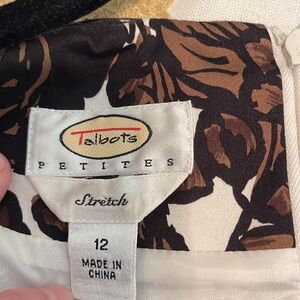 Talbots
PETITES
Stretch
12
MADE IN
CHINA